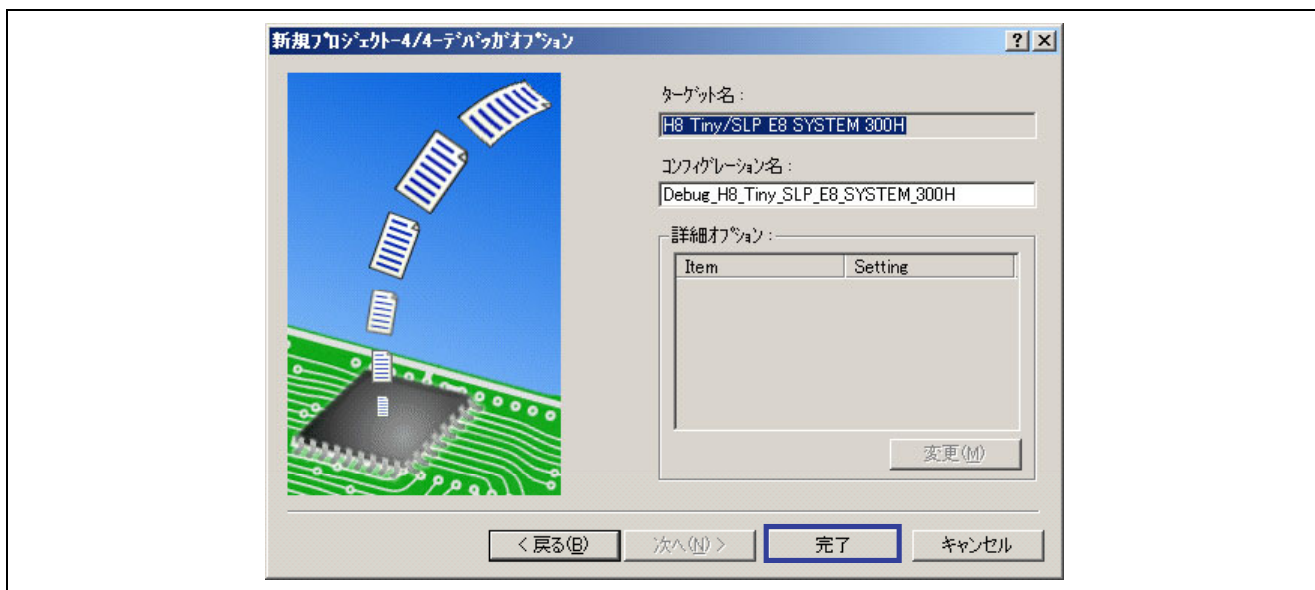 新規ﾌﾟﾛｼﾞｪｸﾄ-4/4-ﾃﾞﾊﾞｯｶﾞｵﾌﾟｼｮﾝ
ﾀｰｹﾞｯﾄ名 :
H8 Tiny/SLP E8 SYSTEM 300H
ｺﾝﾌｨｸﾞﾚｰｼｮﾝ名 :
Debug_H8_Tiny_SLP_E8_SYSTEM_300H
詳細ｵﾌﾟｼｮﾝ :
Item Setting
変更(M)
< 戻る(B) 次へ(N) > 完了 ｷｬﾝｾﾙ